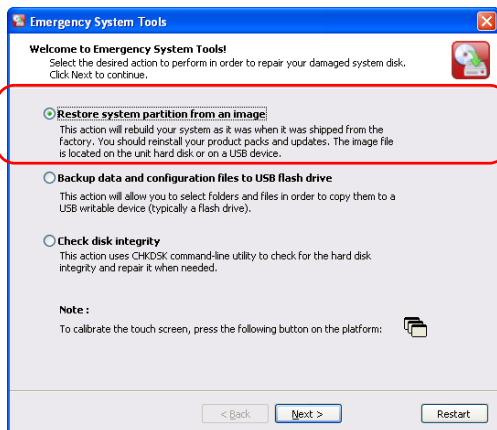 Emergency System Tools
Welcome to Emergency System Tools!
Select the desired action to perform in order to repair your damaged system disk.
Click Next to continue.
Restore system partition from an image
This action will rebuild your system as it was when it was shipped from the
factory. You should reinstall your product packs and updates. The image file
is located on the unit hard disk or on a USB device.
Backup data and configuration files to USB flash drive
This action will allow you to select folders and files in order to copy them to a
USB writable device (typically a flash drive).
Check disk integrity
This action uses CHKDSK command-line utility to check for the hard disk
integrity and repair it when needed.
Note :
To calibrate the touch screen, press the following button on the platform:
< Back
Next >
Restart